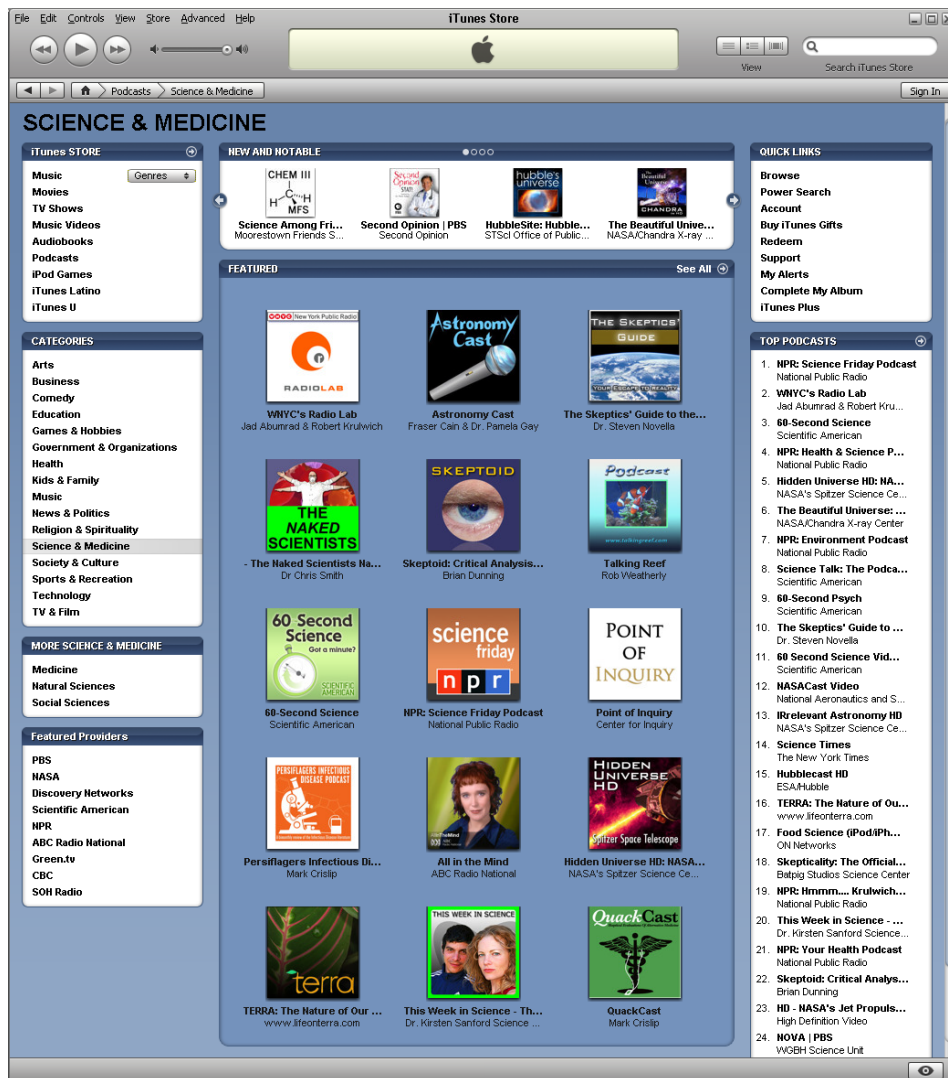 File Edit Controls View Store Advanced Help
iTunes Store
View
Search iTunes Store
Podcasts
Science & Medicine
Sign In
SCIENCE & MEDICINE
iTunes STORE
Music
Genres
Movies
TV Shows
Music Videos
Audiobooks
Podcasts
iPod Games
iTunes Latino
iTunes U
CATEGORIES
Arts
Business
Comedy
Education
Games & Hobbies
Government & Organizations
Health
Kids & Family
Music
News & Politics
Religion & Spirituality
Science & Medicine
Society & Culture
Sports & Recreation
Technology
TV & Film
MORE SCIENCE & MEDICINE
Medicine
Natural Sciences
Social Sciences
Featured Providers
PBS
NASA
Discovery Networks
Scientific American
NPR
ABC Radio National
Green.tv
CBC
SOH Radio
NEW AND NOTABLE
CHEM III
H
C
H
H
MFS
Science Among Fri...
Moorestown Friends S...
Second
Opinion
Second Opinion | PBS
Second Opinion
hubble's
universe
HubbleSite: Hubble...
STScI Office of Public...
The
Beautiful
Universe
CHANDRA
The Beautiful Unive...
NASA/Chandra X-ray ...
FEATURED
See All
New York Public Radio
RADIOLAB
WNYC's Radio Lab
Jad Abumrad & Robert Krulwich
Astronomy
Cast
Astronomy Cast
Fraser Cain & Dr. Pamela Gay
THE SKEPTICS'
GUIDE
YOUR ESCAPE TO REALITY
The Skeptics' Guide to the...
Dr. Steven Novella
THE
NAKED
SCIENTISTS
- The Naked Scientists Na...
Dr Chris Smith
SKEPTOID
Skeptoid: Critical Analysis...
Brian Dunning
Podcast
www.talkingreef.com
Talking Reef
Rob Weatherly
60 Second
Science
Got a minute?
SCIENTIFIC
AMERICAN
60-Second Science
Scientific American
science
friday
n p r
NPR: Science Friday Podcast
National Public Radio
POINT
OF
INQUIRY
Point of Inquiry
Center for Inquiry
PERSIFLAGERS INFECTIOUS
DISEASE PODCAST
Persiflagers Infectious Di...
Mark Crislip
All in the Mind
ABC Radio National
HIDDEN
UNIVERSE
HD
Spitzer Space Telescope
Hidden Universe HD: NASA...
NASA's Spitzer Science Ce...
terra
TERRA: The Nature of Our ...
www.lifeonterra.com
THIS WEEK IN SCIENCE
This Week in Science - Th...
Dr. Kirsten Sanford Science ...
QuackCast
QuackCast
Mark Crislip
QUICK LINKS
Browse
Power Search
Account
Buy iTunes Gifts
Redeem
Support
My Alerts
Complete My Album
iTunes Plus
TOP PODCASTS
1. NPR: Science Friday Podcast
National Public Radio
2. WNYC's Radio Lab
Jad Abumrad & Robert Kru...
3. 60-Second Science
Scientific American
4. NPR: Health & Science P...
National Public Radio
5. Hidden Universe HD: NA...
NASA's Spitzer Science Ce...
6. The Beautiful Universe: ...
NASA/Chandra X-ray Center
7. NPR: Environment Podcast
National Public Radio
8. Science Talk: The Podca...
Scientific American
9. 60-Second Psych
Scientific American
10. The Skeptics' Guide to ...
Dr. Steven Novella
11. 60 Second Science Vid...
Scientific American
12. NASACast Video
National Aeronautics and S...
13. IRrelevant Astronomy HD
NASA's Spitzer Science Ce...
14. Science Times
The New York Times
15. Hubblecast HD
ESA/Hubble
16. TERRA: The Nature of Ou...
www.lifeonterra.com
17. Food Science (iPod/iPh...
ON Networks
18. Skepticality: The Official...
Batpig Studios Science Center
19. NPR: Hmmm.... Krulwich...
National Public Radio
20. This Week in Science - ...
Dr. Kirsten Sanford Science...
21. NPR: Your Health Podcast
National Public Radio
22. Skeptoid: Critical Analys...
Brian Dunning
23. HD - NASA's Jet Propuls...
High Definition Video
24. NOVA | PBS
WGBH Science Unit